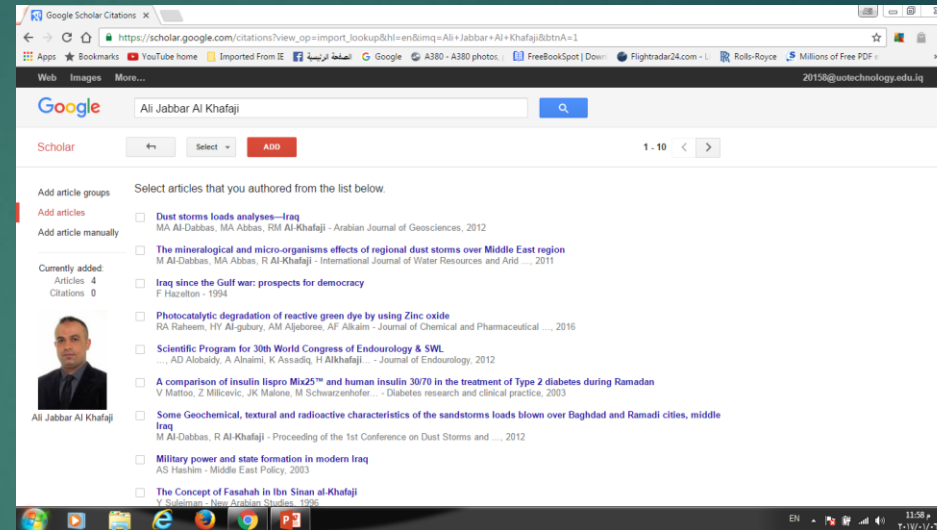 Google Scholar Citations
https://scholar.google.com/citations?view_op=import_lookup&hl=en&imq=Ali+Jabbar+Al+Khafaji&btnA=1
Apps Bookmarks YouTube home Imported From IE الصفحة الرئيسية Google A380 - A380 photos, FreeBookSpot | Down Flightradar24.com - Rolls-Royce Millions of Free PDF
Web Images More...
20158@uotechnology.edu.iq
Google Ali Jabbar Al Khafaji
Scholar Select ADD 1 - 10
Add article groups
Add articles
Add article manually
Currently added:
Articles 4
Citations 0
Ali Jabbar Al Khafaji
Select articles that you authored from the list below.
Dust storms loads analyses—Iraq
MA Al-Dabbas, MA Abbas, RM Al-Khafaji - Arabian Journal of Geosciences, 2012
The mineralogical and micro-organisms effects of regional dust storms over Middle East region
M Al-Dabbas, MA Abbas, R Al-Khafaji - International Journal of Water Resources and Arid ..., 2011
Iraq since the Gulf war: prospects for democracy
F Hazelton - 1994
Photocatalytic degradation of reactive green dye by using Zinc oxide
RA Raheem, HY Al-gubury, AM Aljeboree, AF Alkaim - Journal of Chemical and Pharmaceutical ..., 2016
Scientific Program for 30th World Congress of Endourology & SWL
..., AD Alobaidy, A Alnaimi, K Assadiq, H Alkhafaji... - Journal of Endourology, 2012
A comparison of insulin lispro Mix25™ and human insulin 30/70 in the treatment of Type 2 diabetes during Ramadan
V Mattoo, Z Milicevic, JK Malone, M Schwarzenhofer... - Diabetes research and clinical practice, 2003
Some Geochemical, textural and radioactive characteristics of the sandstorms loads blown over Baghdad and Ramadi cities, middle
Iraq
M Al-Dabbas, R Al-Khafaji - Proceeding of the 1st Conference on Dust Storms and ..., 2012
Military power and state formation in modern Iraq
AS Hashim - Middle East Policy, 2003
The Concept of Fasahah in Ibn Sinan al-Khafaji
Y Suleiman - New Arabian Studies, 1996
EN 11:58 م